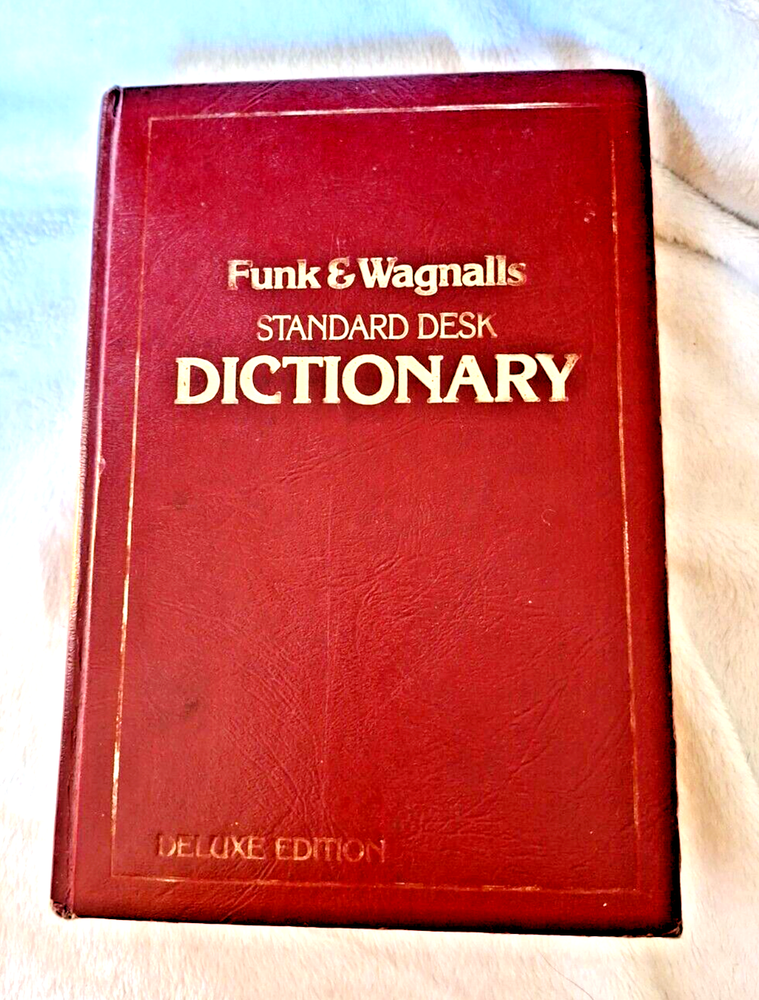 Funk & Wagnalls
STANDARD DESK
DICTIONARY
DELUXE EDITION